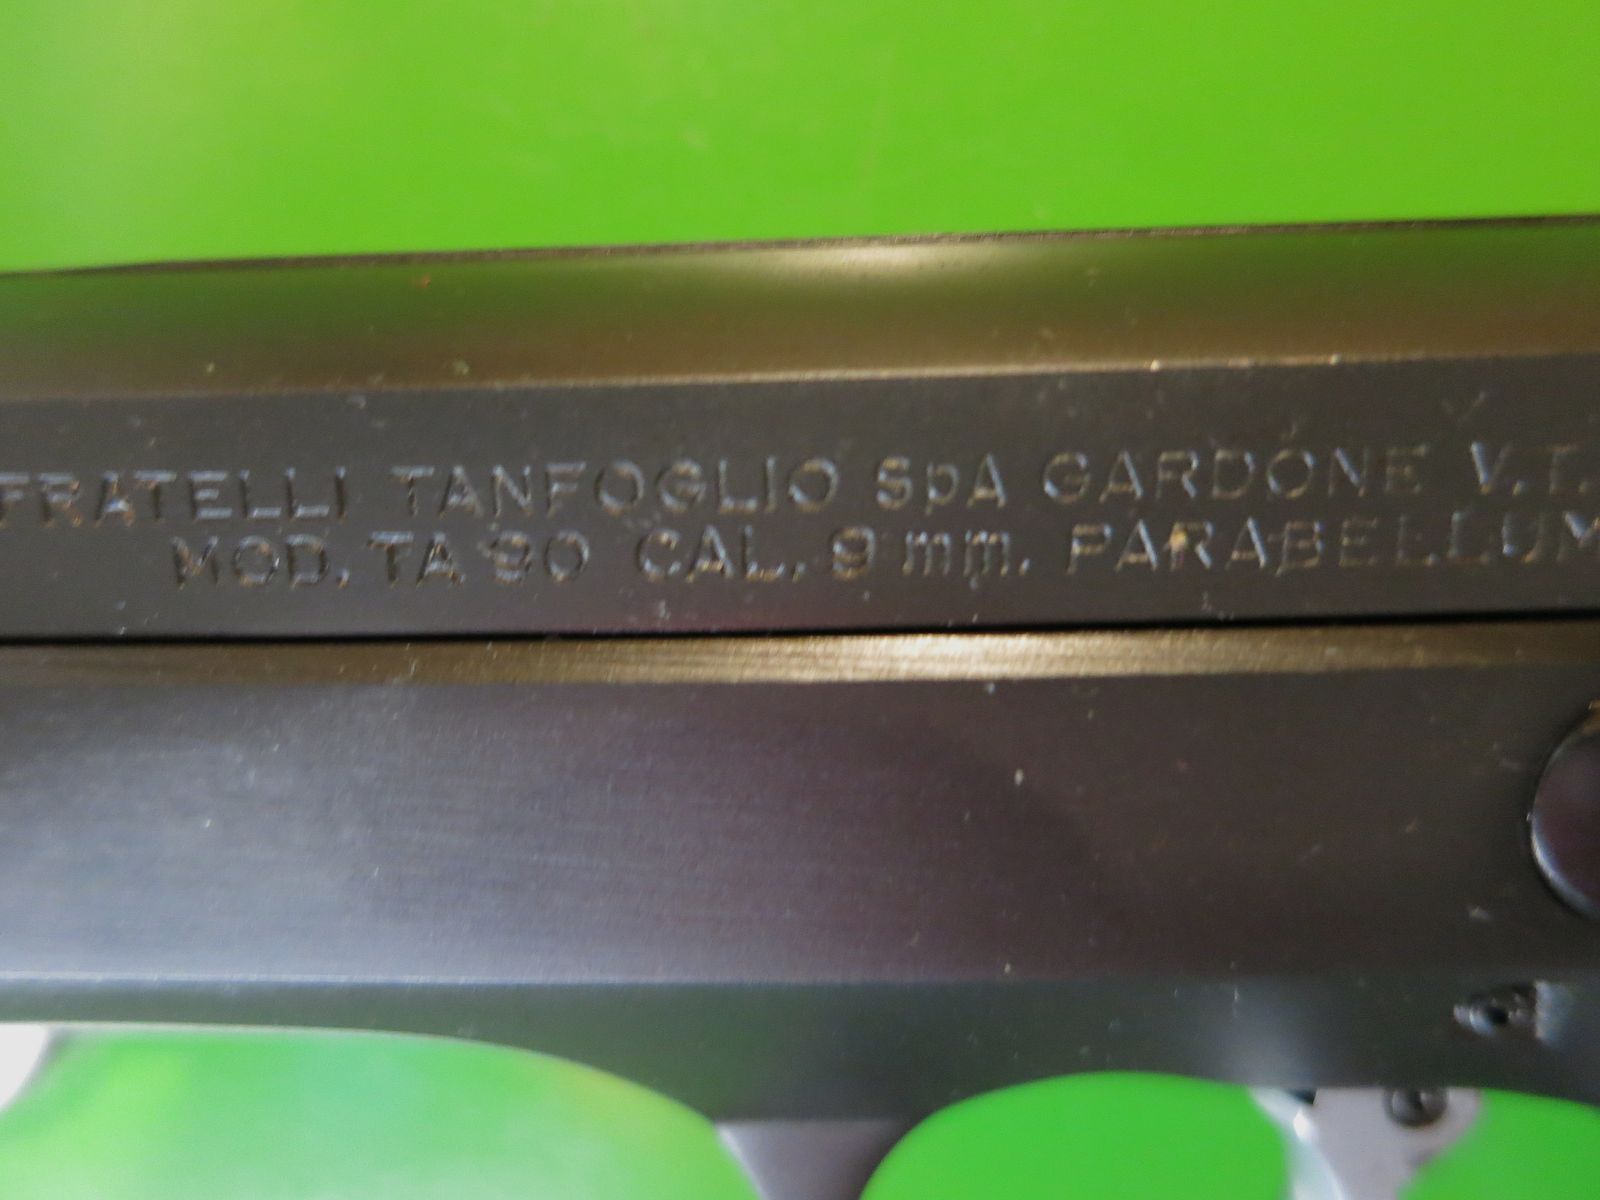 FRATELLI TANFOGLIO SpA GARDONE V.T.
MOD. TA 90 CAL. 9 mm. PARABELLUM